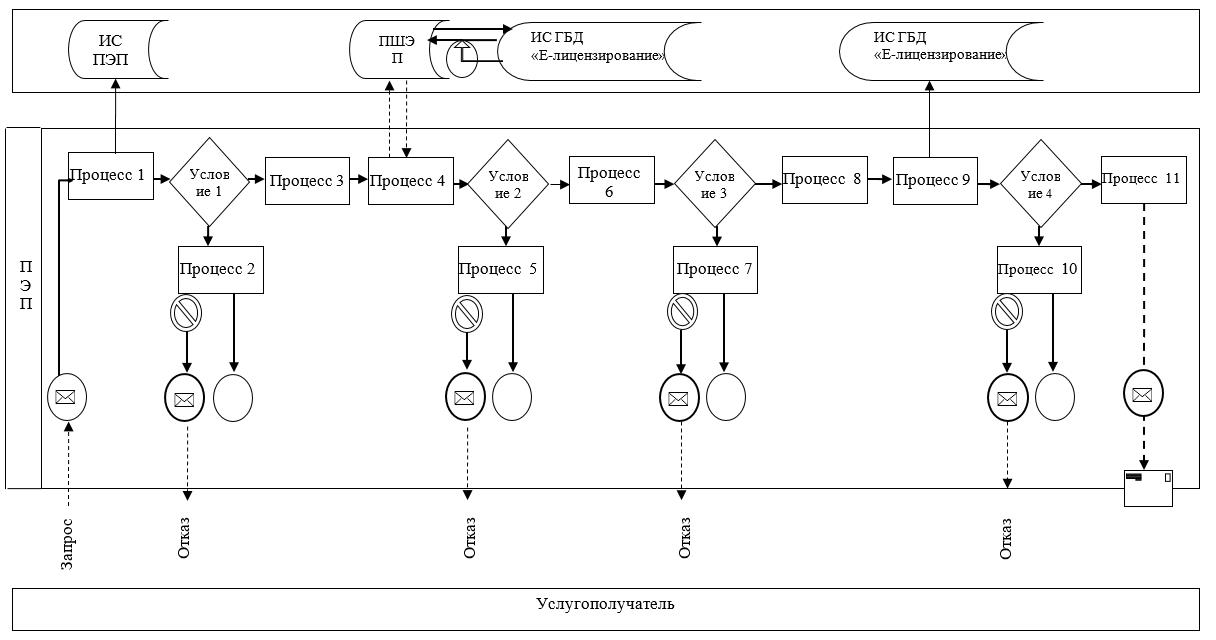 ИС
ПЭП
ПШЭ
П
ИС ГБД
«Е-лицензирование»
ИС ГБД
«Е-лицензирование»
Процесс 1
Услов
ие 1
Процесс 3
Процесс 4
Услов
ие 2
Процесс
6
Услов
ие 3
Процесс 8
Процесс 9
Услов
ие 4
Процесс 11
Процесс 2
Процесс 5
Процесс 7
Процесс 10
П
Э
П
Запрос
Отказ
Отказ
Отказ
Отказ
Услугополучатель